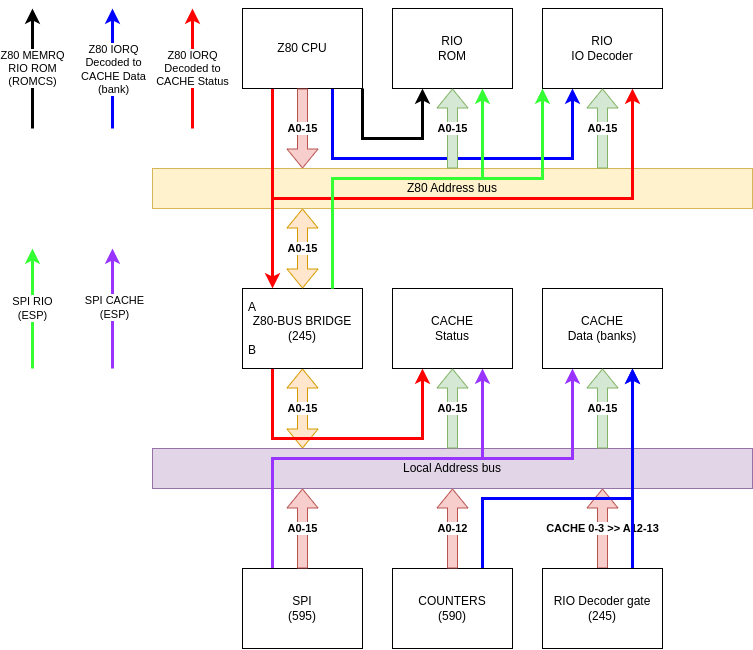 Z80 MEMRQ
RIO ROM
(ROMCS)
Z80 IORQ
Decoded to
CACHE Data
(bank)
Z80 IORQ
Decoded to
CACHE Status
Z80 CPU
RIO
ROM
RIO
IO Decoder
A0-15
A0-15
A0-15
Z80 Address bus
A0-15
SPI RIO
(ESP)
SPI CACHE
(ESP)
A
Z80-BUS BRIDGE
(245)
B
CACHE
Status
CACHE
Data (banks)
A0-15
A0-15
A0-15
Local Address bus
A0-15
A0-12
CACHE 0-3 >> A12-13
SPI
(595)
COUNTERS
(590)
RIO Decoder gate
(245)